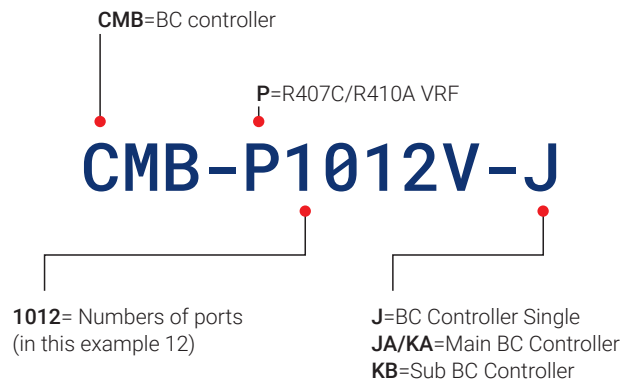 CMB=BC controller
P=R407C/R410A VRF
CMB-P1012V-J
1012= Numbers of ports
(in this example 12)
J=BC Controller Single
JA/KA=Main BC Controller
KB=Sub BC Controller